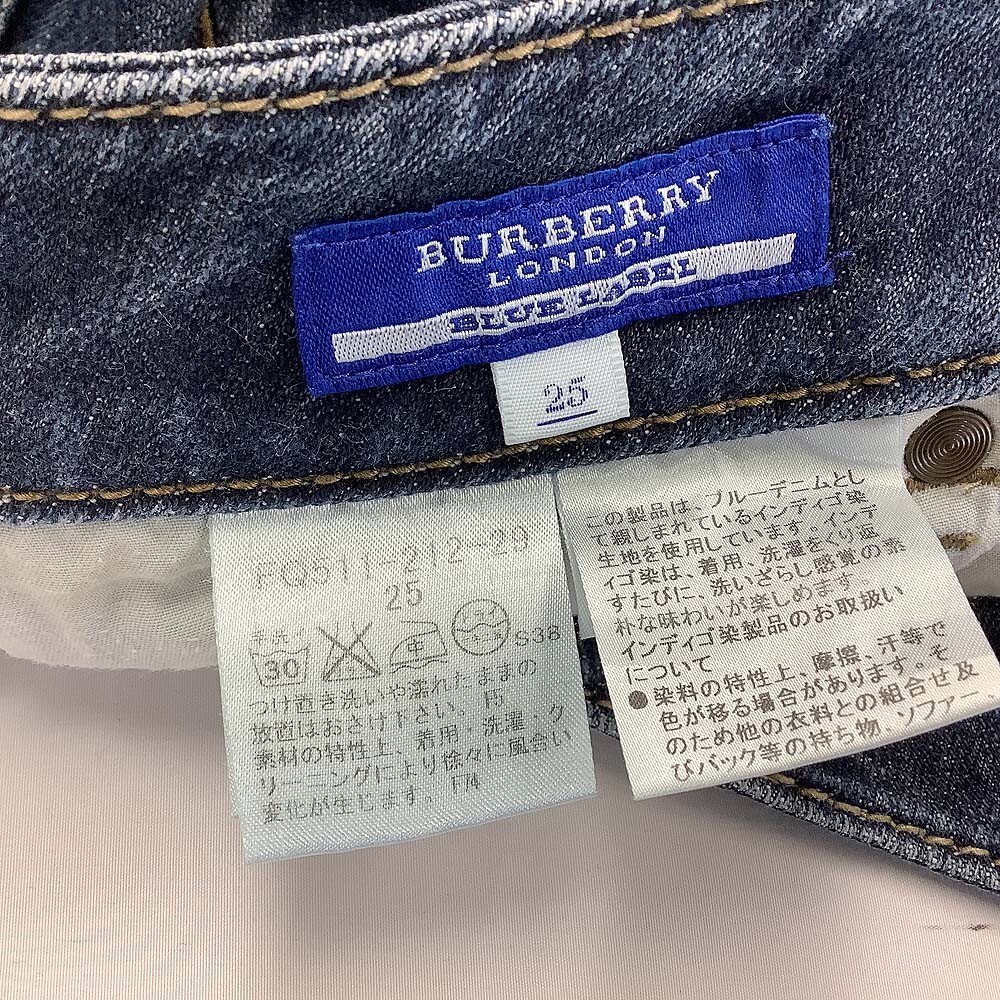 BURBERRY
LONDON
BLUE LABEL
25
-212-29
25
手洗い
30
S38
つけ置き洗いや濡れたままの
放置はおさけ下さい。F5
素材の特性上、着用・洗濯・ク
リーニングにより徐々に風合い
変化が生じます。F74
この製品は、ブルーデニムとし
て親しまれているインディゴ染
生地を使用しています。インデ
ィゴ染は、着用、洗濯をくり返
すたびに、洗いざらし感覚の素
朴な味わいが楽しめます。
インディゴ染製品のお取扱い
について
●染料の特性上、摩擦、汗等で
色が移る場合があります。そ
のため他の衣料との組合せ及
びバック等の持ち物、ソファー